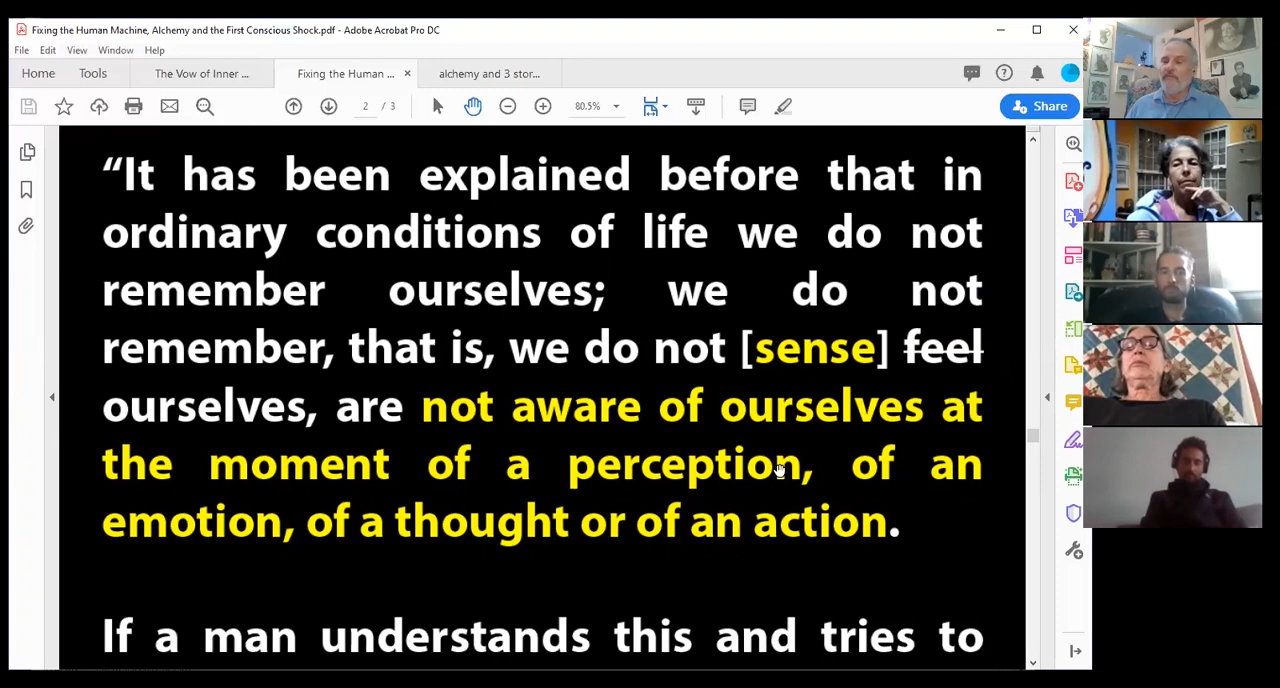 Fixing the Human Machine, Alchemy and the First Conscious Shock.pdf - Adobe Acrobat Pro DC
File Edit View Window Help
Home Tools The Vow of Inner ... Fixing the Human ... × alchemy and 3 stor...
2 / 3 80.5% Share
“It has been explained before that in
ordinary conditions of life we do not
remember ourselves; we do not
remember, that is, we do not [sense] feel
ourselves, are not aware of ourselves at
the moment of a perception, of an
emotion, of a thought or of an action.
If a man understands this and tries to